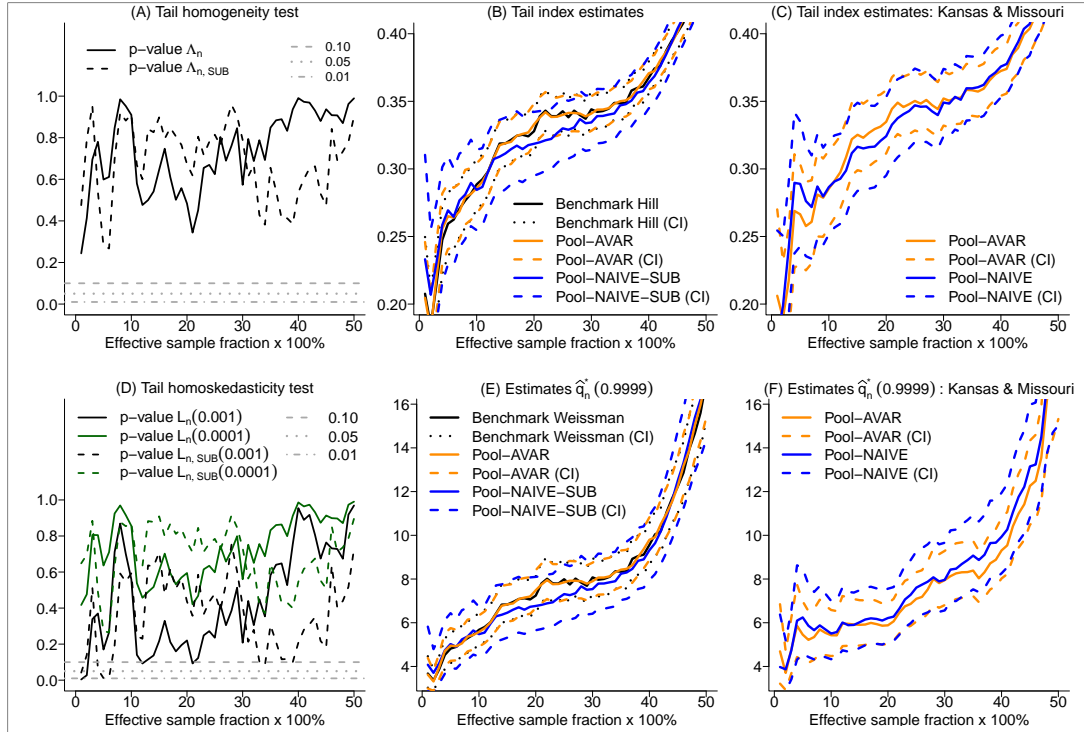 (A) Tail homogeneity test
p−value Λn
p−value Λn, SUB
0.10
0.05
0.01
1.0
0.8
0.6
0.4
0.2
0.0
0 10 20 30 40 50
Effective sample fraction x 100%
(B) Tail index estimates
0.40
0.35
0.30
0.25
0.20
Benchmark Hill
Benchmark Hill (CI)
Pool−AVAR
Pool−AVAR (CI)
Pool−NAIVE−SUB
Pool−NAIVE−SUB (CI)
0 10 20 30 40 50
Effective sample fraction x 100%
(C) Tail index estimates: Kansas & Missouri
0.40
0.35
0.30
0.25
0.20
Pool−AVAR
Pool−AVAR (CI)
Pool−NAIVE
Pool−NAIVE (CI)
0 10 20 30 40 50
Effective sample fraction x 100%
(D) Tail homoskedasticity test
p−value Ln(0.001)
p−value Ln(0.0001)
p−value Ln, SUB(0.001)
p−value Ln, SUB(0.0001)
0.10
0.05
0.01
1.0
0.8
0.6
0.4
0.2
0.0
0 10 20 30 40 50
Effective sample fraction x 100%
(E) Estimates q̂*n(0.9999)
16
14
12
10
8
6
4
Benchmark Weissman
Benchmark Weissman (CI)
Pool−AVAR
Pool−AVAR (CI)
Pool−NAIVE−SUB
Pool−NAIVE−SUB (CI)
0 10 20 30 40 50
Effective sample fraction x 100%
(F) Estimates q̂*n(0.9999) : Kansas & Missouri
16
14
12
10
8
6
4
Pool−AVAR
Pool−AVAR (CI)
Pool−NAIVE
Pool−NAIVE (CI)
0 10 20 30 40 50
Effective sample fraction x 100%